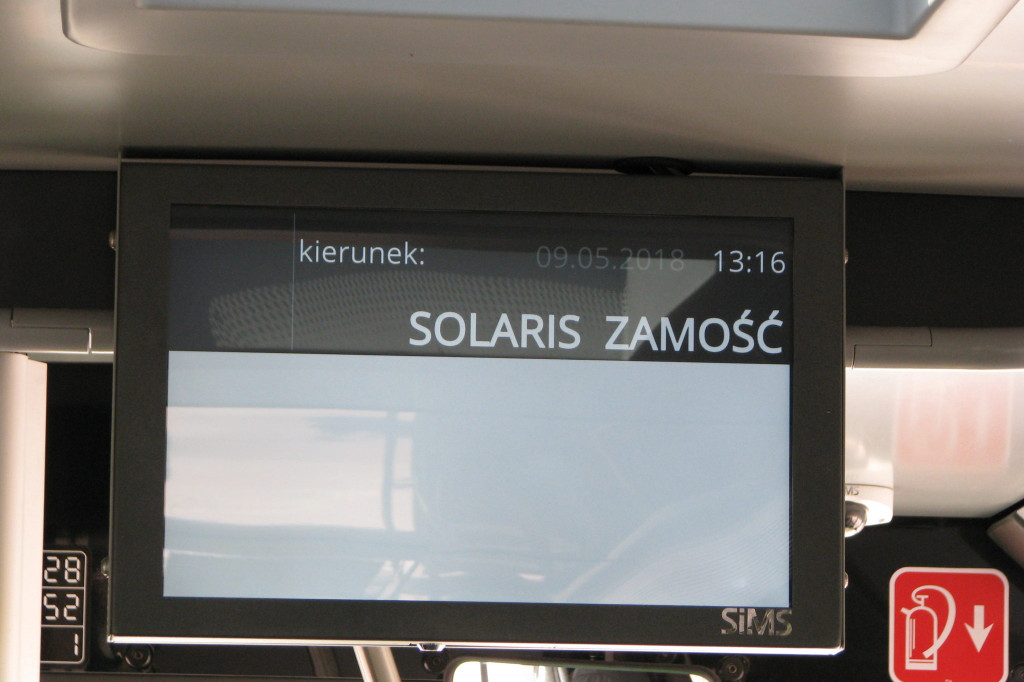 kierunek: 09.05.2018 13:16
SOLARIS ZAMOŚĆ
SiMS
28
52
1